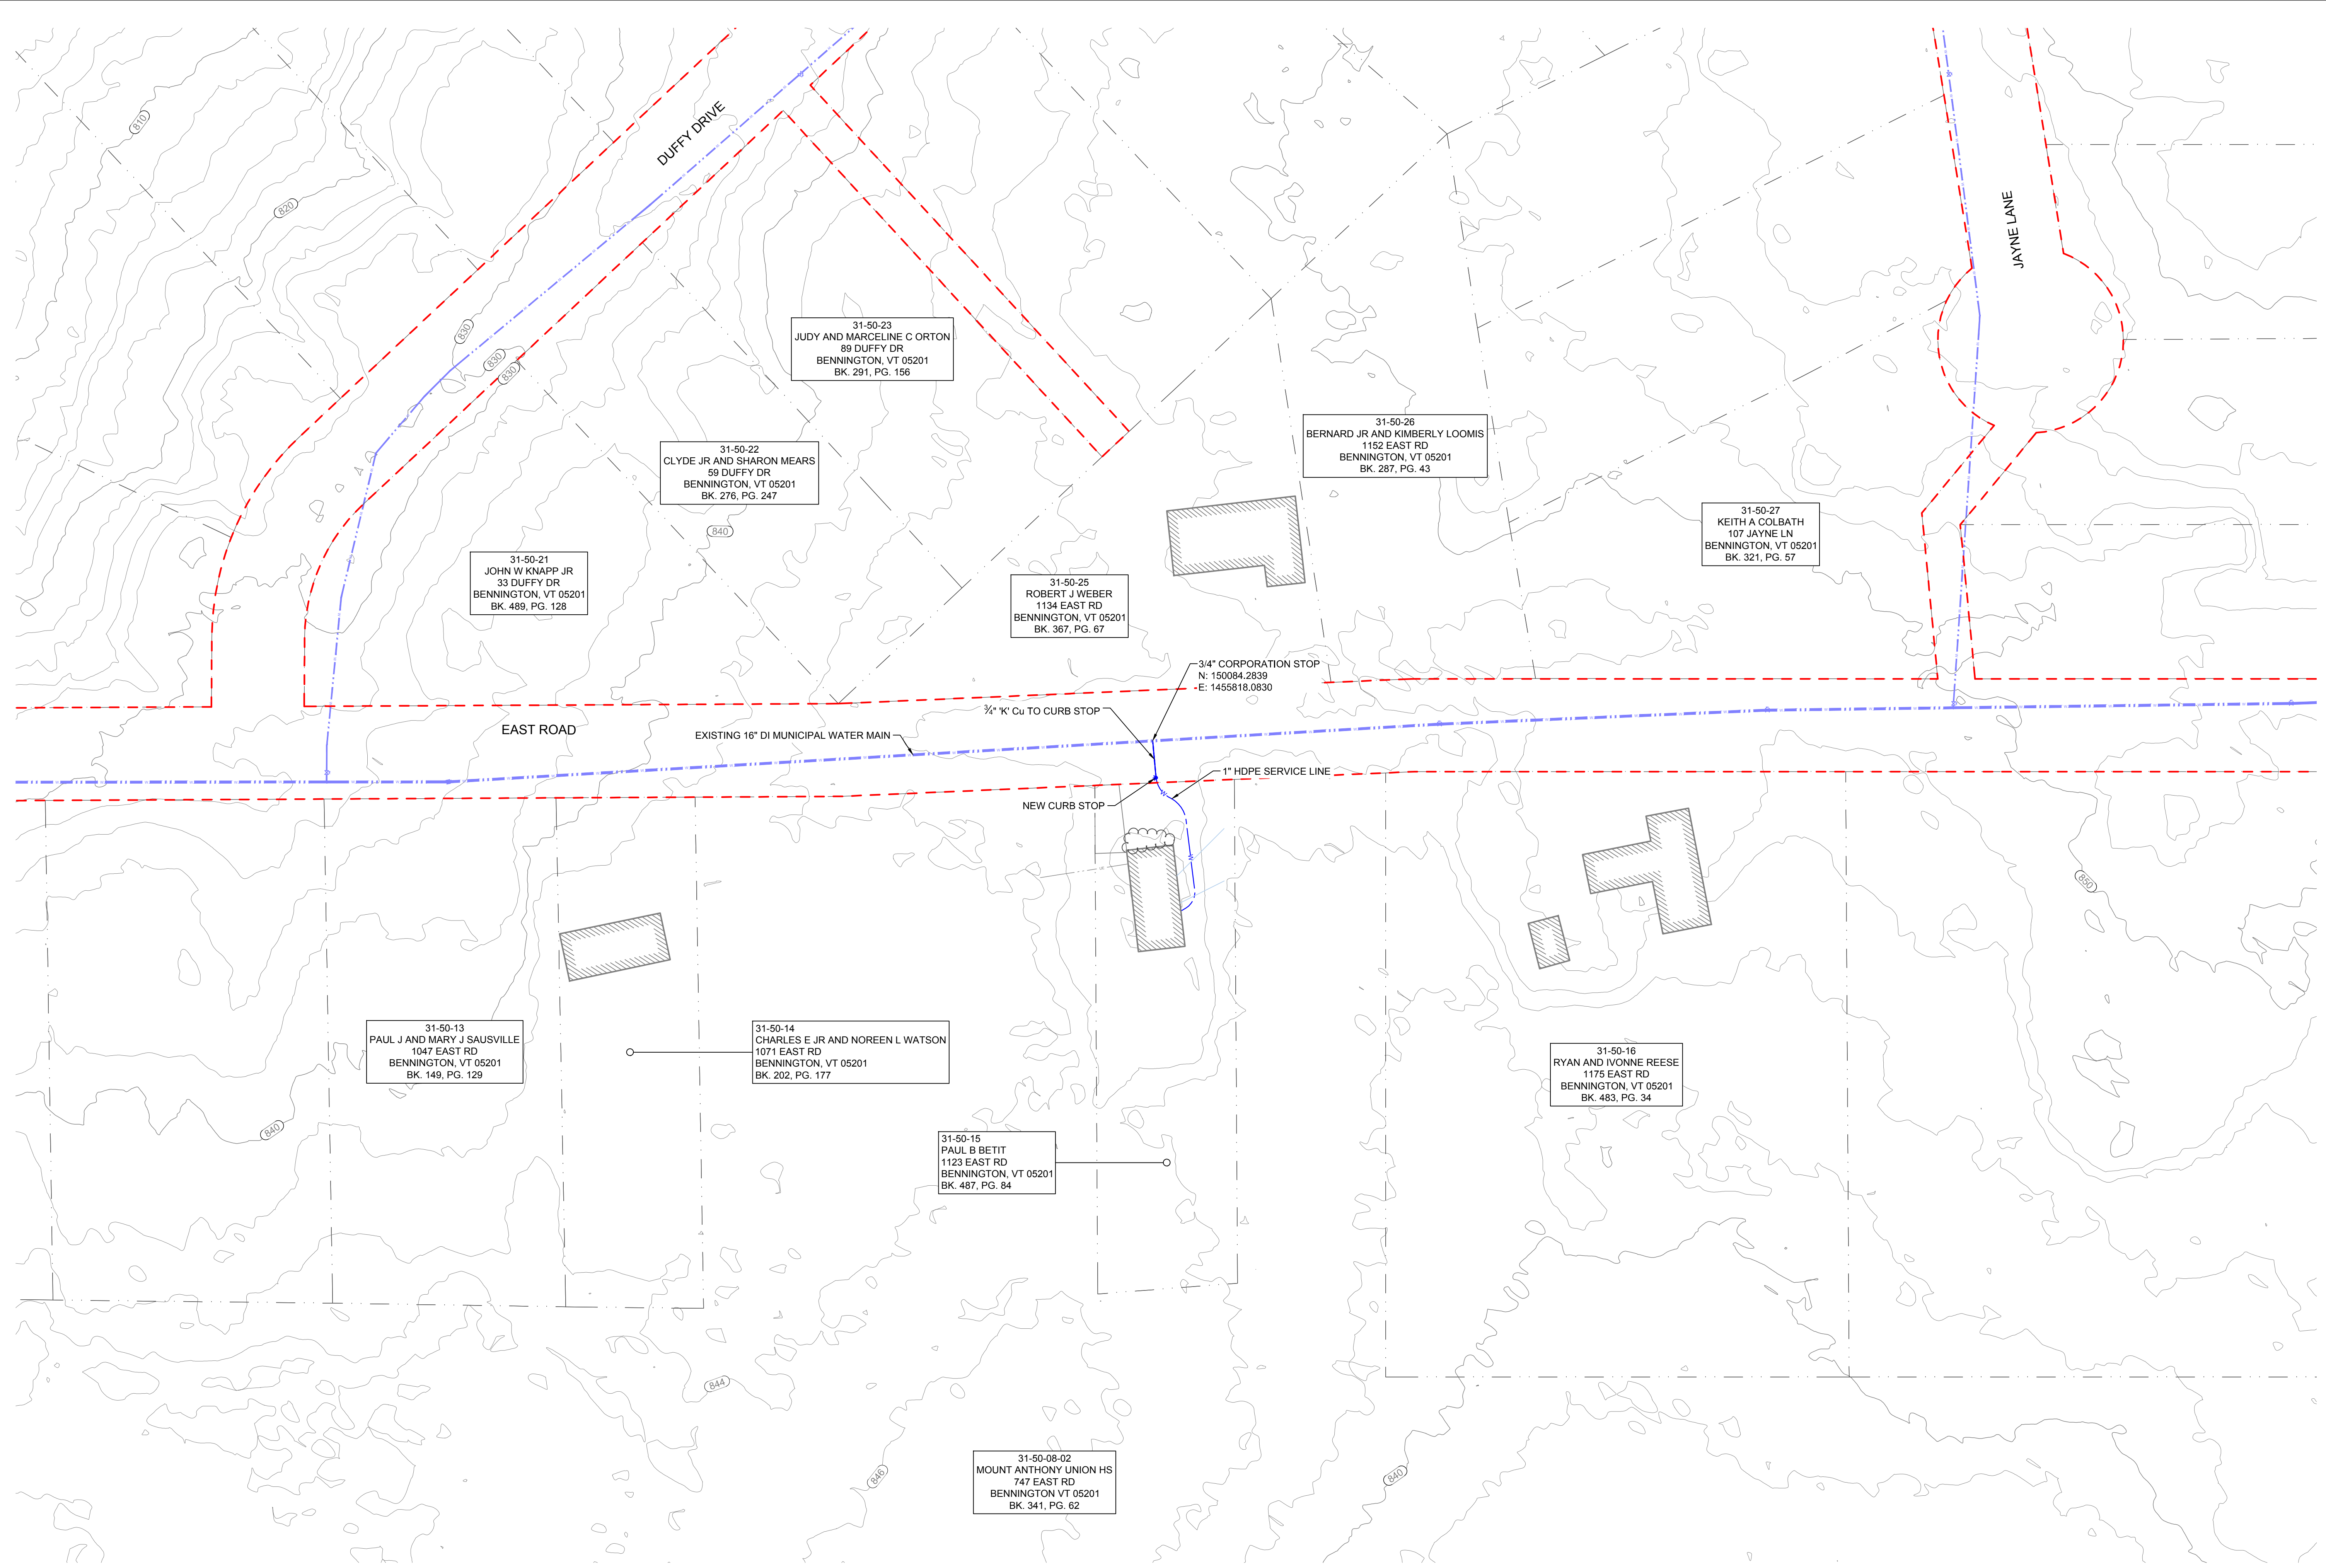 DUFFY DRIVE
JAYNE LANE
810
820
830
830
830
31-50-23
JUDY AND MARCELINE C ORTON
89 DUFFY DR
BENNINGTON, VT 05201
BK. 291, PG. 156
31-50-22
CLYDE JR AND SHARON MEARS
59 DUFFY DR
BENNINGTON, VT 05201
BK. 276, PG. 247
31-50-26
BERNARD JR AND KIMBERLY LOOMIS
1152 EAST RD
BENNINGTON, VT 05201
BK. 287, PG. 43
840
31-50-27
KEITH A COLBATH
107 JAYNE LN
BENNINGTON, VT 05201
BK. 321, PG. 57
31-50-21
JOHN W KNAPP JR
33 DUFFY DR
BENNINGTON, VT 05201
BK. 489, PG. 128
31-50-25
ROBERT J WEBER
1134 EAST RD
BENNINGTON, VT 05201
BK. 367, PG. 67
3/4" CORPORATION STOP
N: 150084.2839
E: 1455818.0830
¾" 'K' Cu TO CURB STOP
EAST ROAD
EXISTING 16" DI MUNICIPAL WATER MAIN
1" HDPE SERVICE LINE
NEW CURB STOP
W
W
850
31-50-13
PAUL J AND MARY J SAUSVILLE
1047 EAST RD
BENNINGTON, VT 05201
BK. 149, PG. 129
31-50-14
CHARLES E JR AND NOREEN L WATSON
1071 EAST RD
BENNINGTON, VT 05201
BK. 202, PG. 177
31-50-16
RYAN AND IVONNE REESE
1175 EAST RD
BENNINGTON, VT 05201
BK. 483, PG. 34
840
31-50-15
PAUL B BETIT
1123 EAST RD
BENNINGTON, VT 05201
BK. 487, PG. 84
844
846
840
31-50-08-02
MOUNT ANTHONY UNION HS
747 EAST RD
BENNINGTON VT 05201
BK. 341, PG. 62